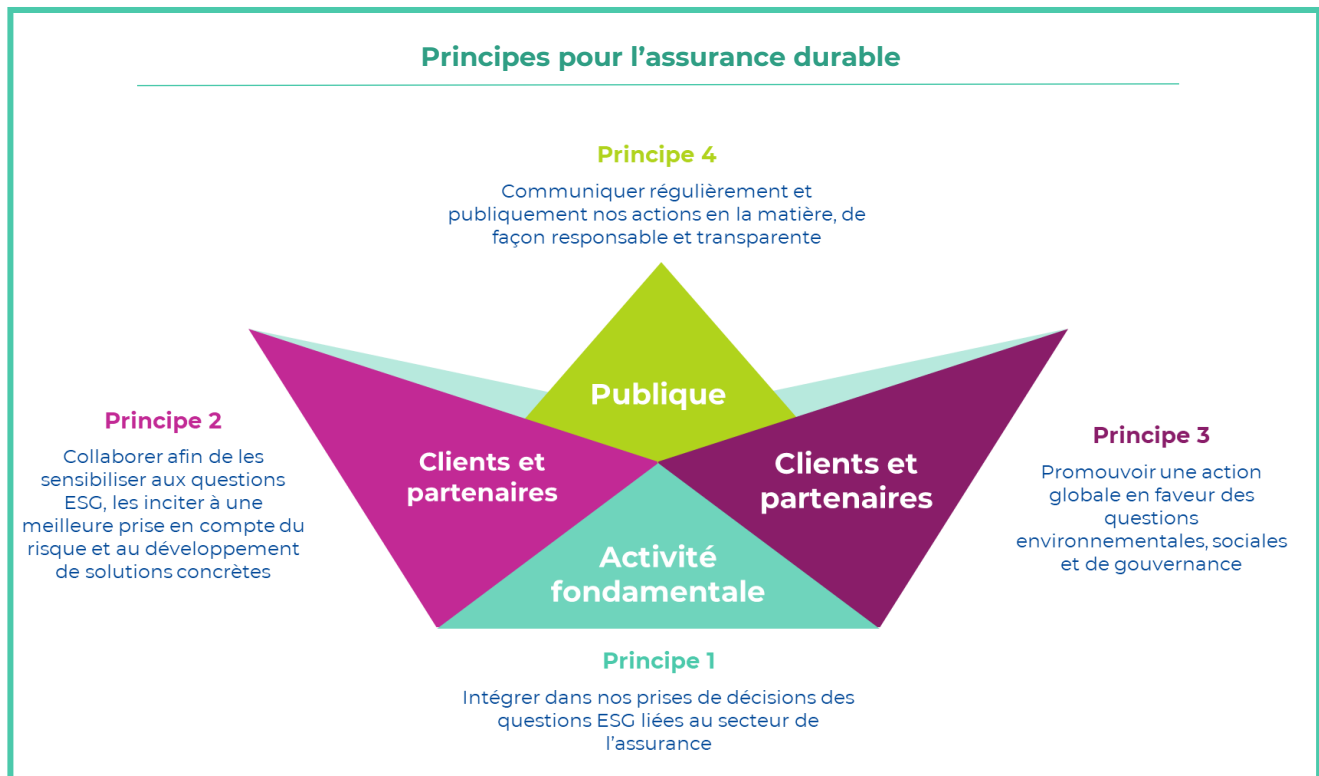 Principes pour l’assurance durable
Principe 4
Communiquer régulièrement et
publiquement nos actions en la matière, de
façon responsable et transparente
Publique
Principe 2
Collaborer afin de les
sensibiliser aux questions
ESG, les inciter à une
meilleure prise en compte du
risque et au développement
de solutions concrètes
Clients et
partenaires
Clients et
partenaires
Principe 3
Promouvoir une action
globale en faveur des
questions
environnementales, sociales
et de gouvernance
Activité
fondamentale
Principe 1
Intégrer dans nos prises de décisions des
questions ESG liées au secteur de
l’assurance